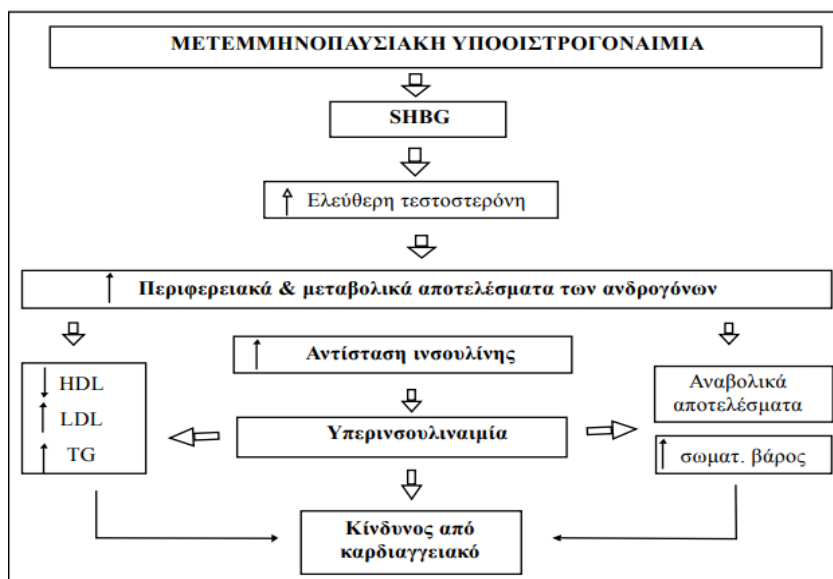 ΜΕΤΕΜΜΗΝΟΠΑΥΣΙΑΚΗ ΥΠΟΟΙΣΤΡΟΓΟΝΑΙΜΙΑ
SHBG
↑ Ελεύθερη τεστοστερόνη
↑ Περιφερειακά & μεταβολικά αποτελέσματα των ανδρογόνων
↑ Αντίσταση ινσουλίνης
↓ HDL
↑ LDL
↑ TG
Υπερινσουλιναιμία
Αναβολικά
αποτελέσματα
↑ σωματ. βάρος
Κίνδυνος από
καρδιαγγειακό